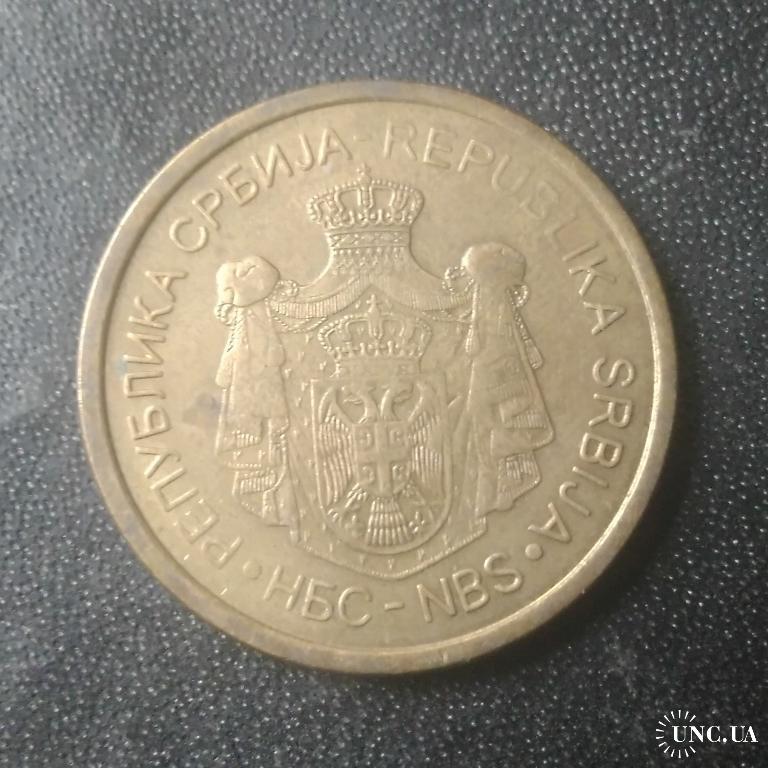 РЕПУБЛИКА СРБИЈА - REPUBLIKA SRBIJA
НБС - NBS
UNC.UA